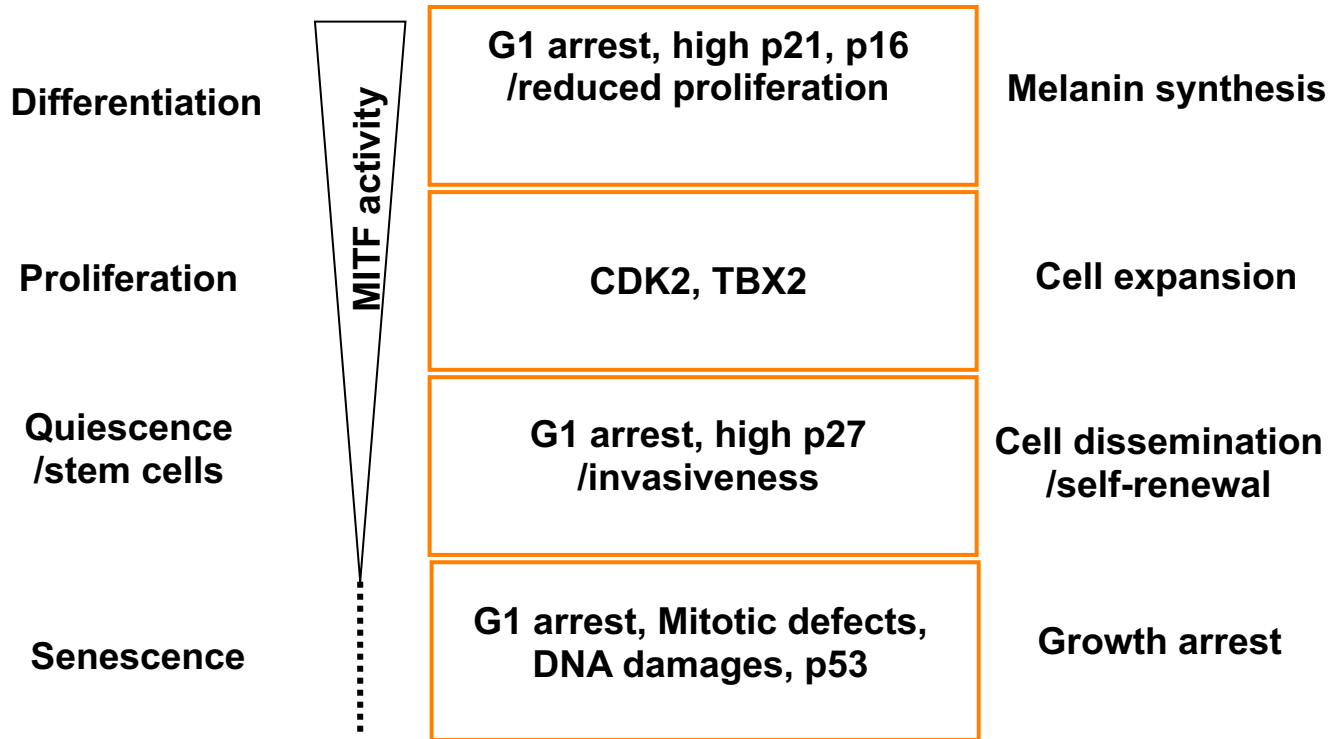 Differentiation
MITF activity
G1 arrest, high p21, p16
/reduced proliferation
Melanin synthesis
Proliferation
CDK2, TBX2
Cell expansion
Quiescence
/stem cells
G1 arrest, high p27
/invasiveness
Cell dissemination
/self-renewal
Senescence
G1 arrest, Mitotic defects,
DNA damages, p53
Growth arrest